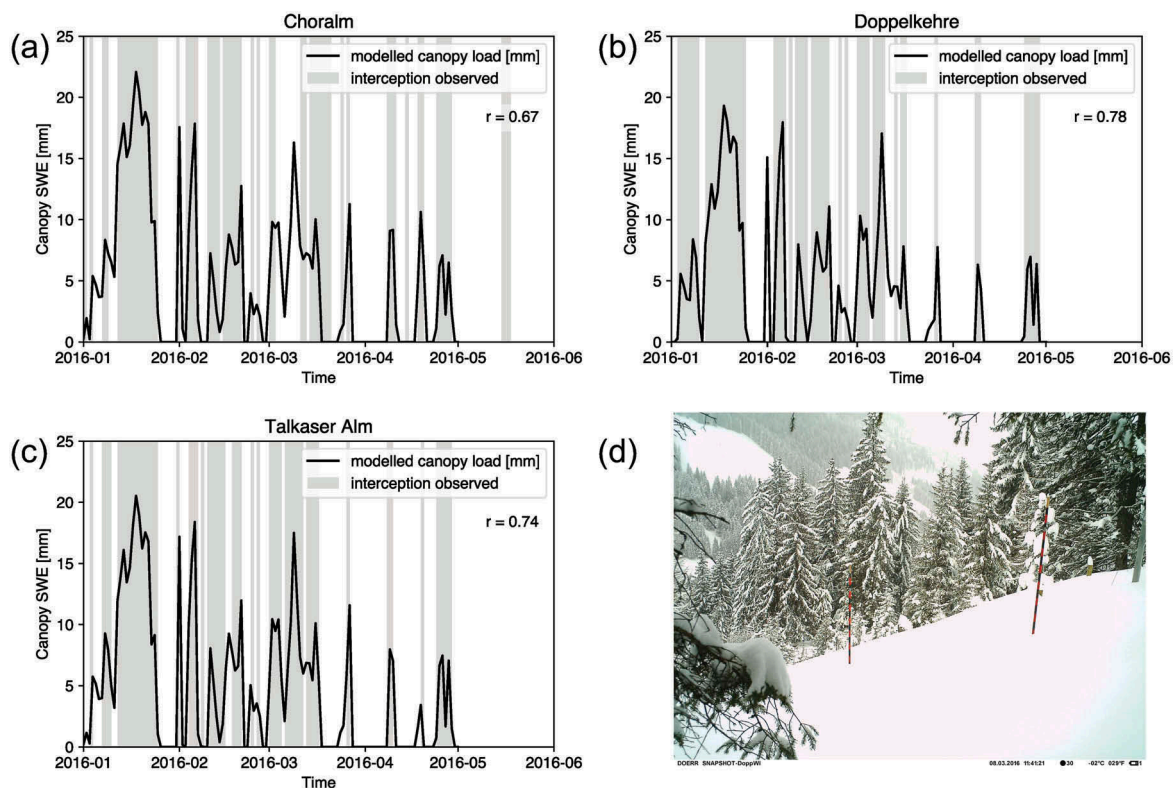 (a)
Choralm
25
20
15
10
5
0
Canopy SWE [mm]
modelled canopy load [mm]
interception observed
r = 0.67
2016-01 2016-02 2016-03 2016-04 2016-05 2016-06
Time
(b)
Doppelkehre
25
20
15
10
5
0
Canopy SWE [mm]
modelled canopy load [mm]
interception observed
r = 0.78
2016-01 2016-02 2016-03 2016-04 2016-05 2016-06
Time
(c)
Talkaser Alm
25
20
15
10
5
0
Canopy SWE [mm]
modelled canopy load [mm]
interception observed
r = 0.74
2016-01 2016-02 2016-03 2016-04 2016-05 2016-06
Time
(d)
DOERR SNAPSHOT-DoppWI 08.03.2016 11:41:21 30 -02°C 029°F 1